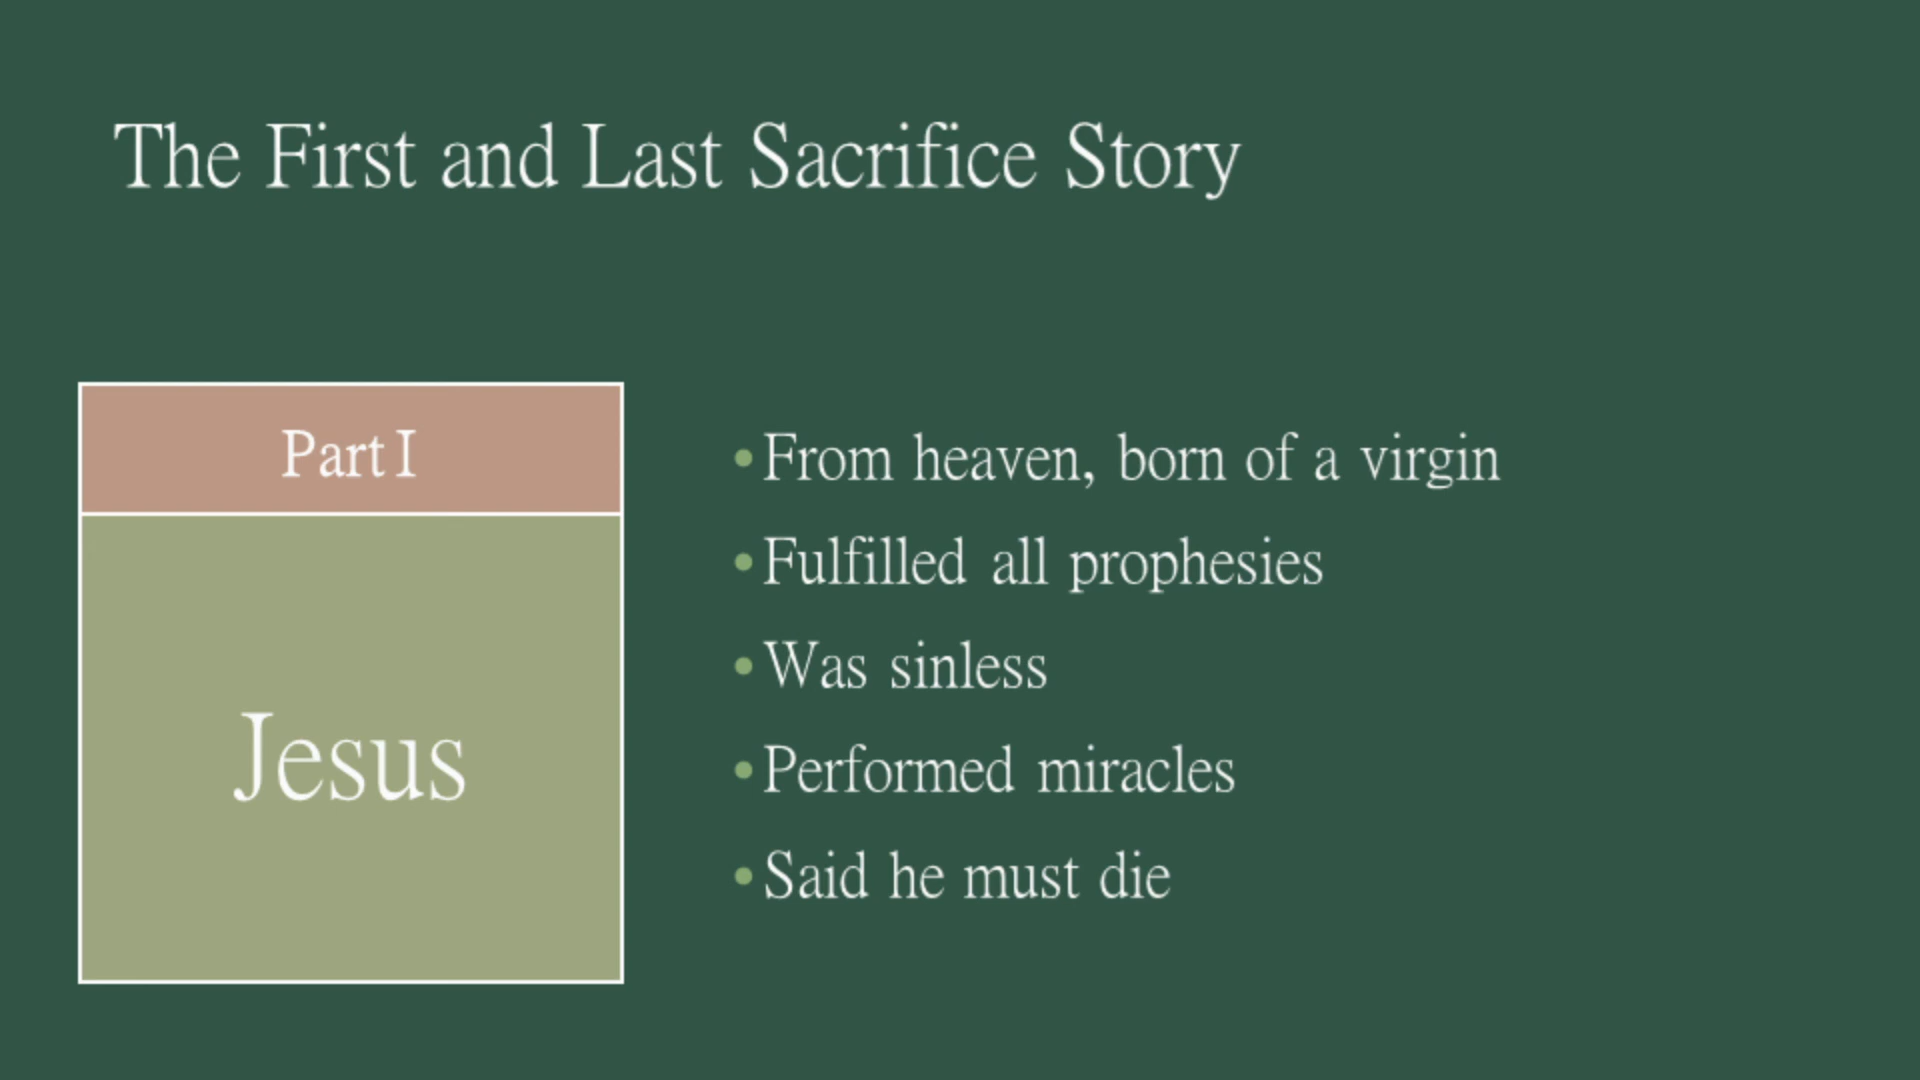 The First and Last Sacrifice Story
Part I
Jesus
• From heaven, born of a virgin
• Fulfilled all prophesies
• Was sinless
• Performed miracles
• Said he must die